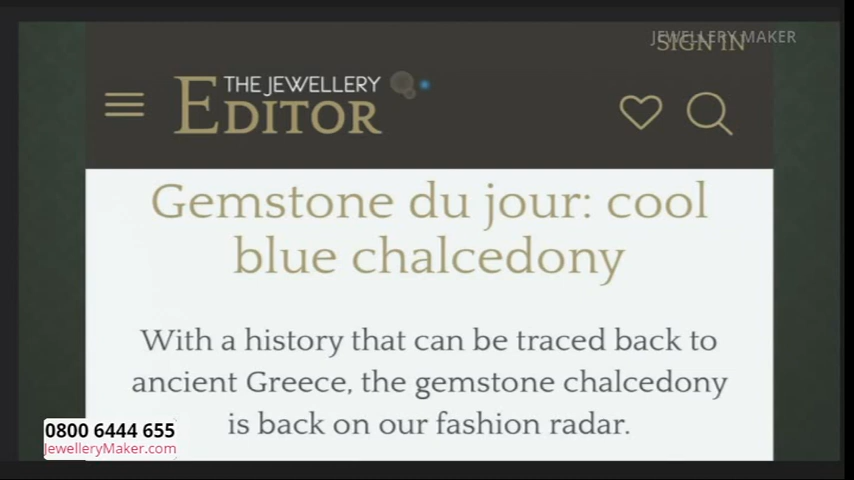 JEWELLERY MAKER
SIGN IN
THE JEWELLERY
EDITOR
Gemstone du jour: cool
blue chalcedony
With a history that can be traced back to
ancient Greece, the gemstone chalcedony
is back on our fashion radar.
0800 6444 655
JewelleryMaker.com